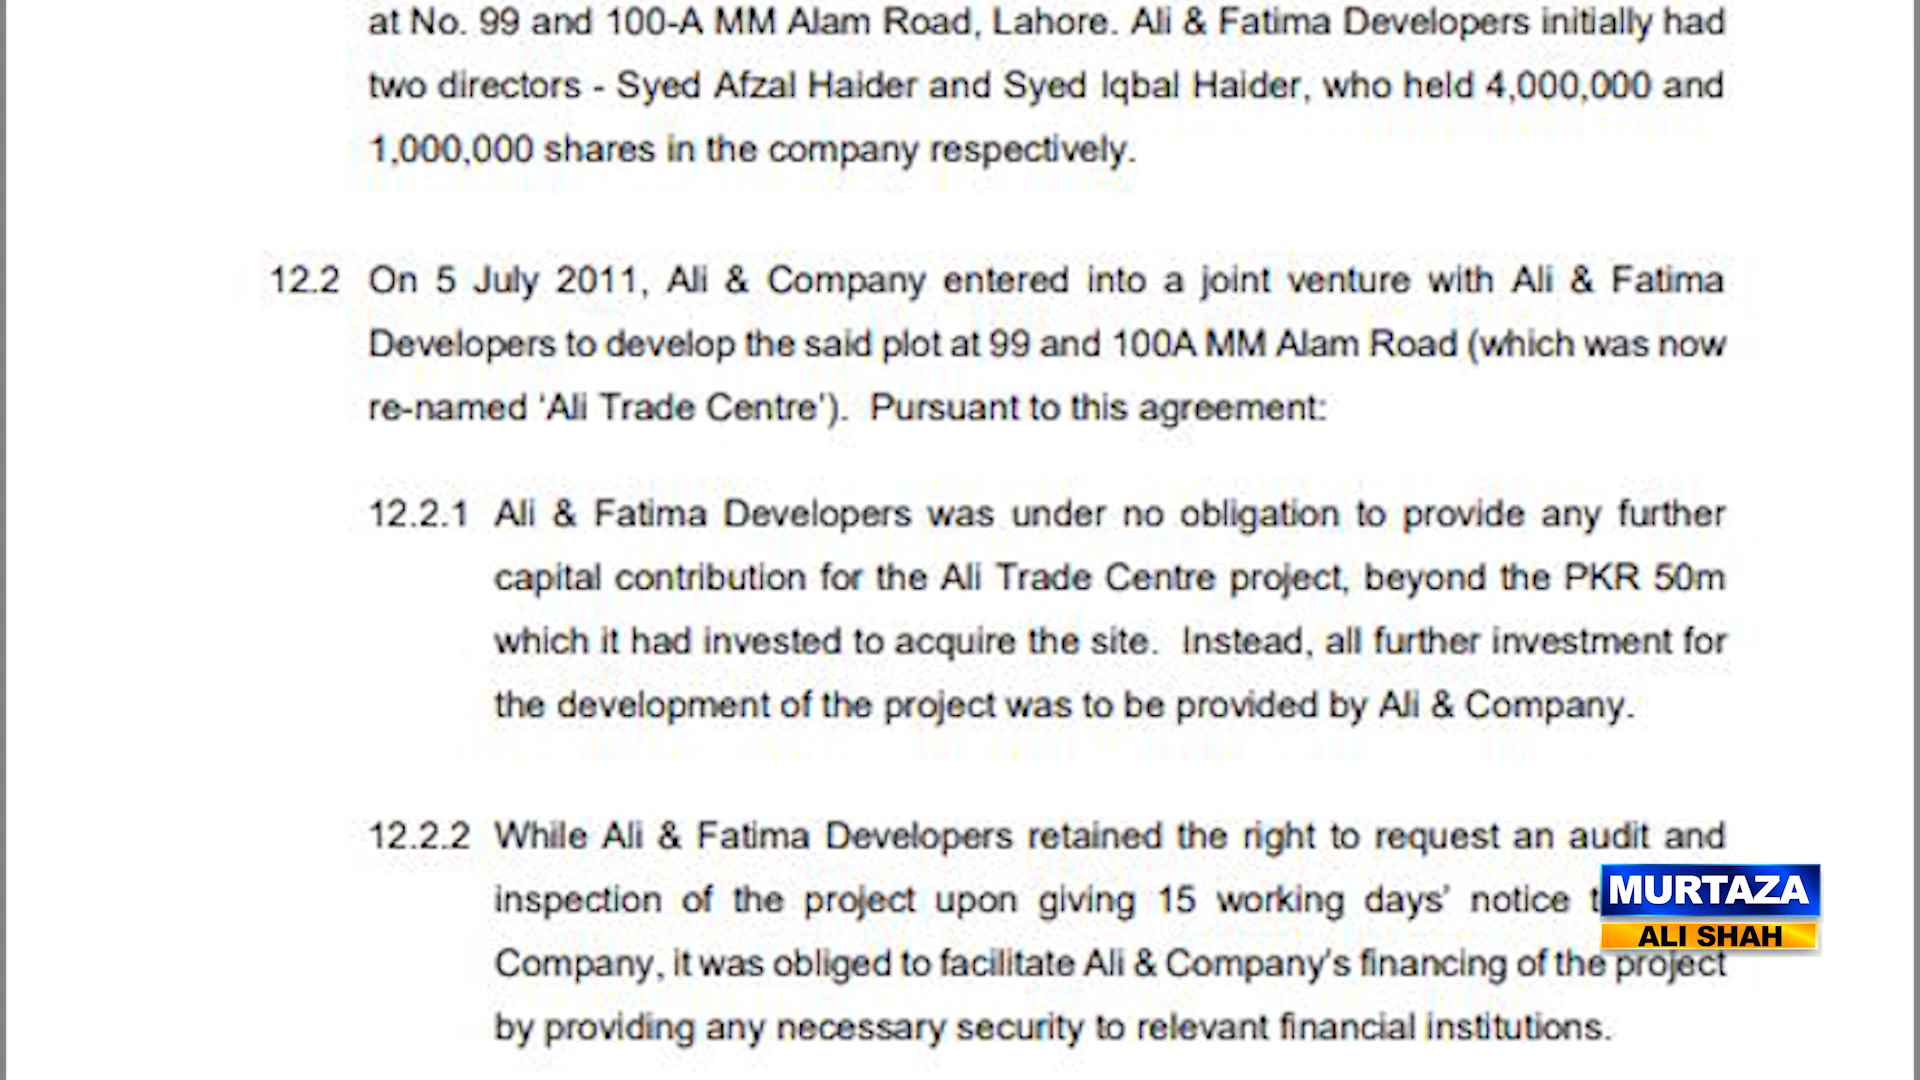 at No. 99 and 100-A MM Alam Road, Lahore. Ali & Fatima Developers initially had
two directors - Syed Afzal Haider and Syed Iqbal Haider, who held 4,000,000 and
1,000,000 shares in the company respectively.
12.2 On 5 July 2011, Ali & Company entered into a joint venture with Ali & Fatima
Developers to develop the said plot at 99 and 100A MM Alam Road (which was now
re-named ‘Ali Trade Centre’). Pursuant to this agreement:
12.2.1 Ali & Fatima Developers was under no obligation to provide any further
capital contribution for the Ali Trade Centre project, beyond the PKR 50m
which it had invested to acquire the site. Instead, all further investment for
the development of the project was to be provided by Ali & Company.
12.2.2 While Ali & Fatima Developers retained the right to request an audit and
inspection of the project upon giving 15 working days’ notice
Company, it was obliged to facilitate Ali & Company’s financing of the project
by providing any necessary security to relevant financial institutions.
MURTAZA
ALI SHAH